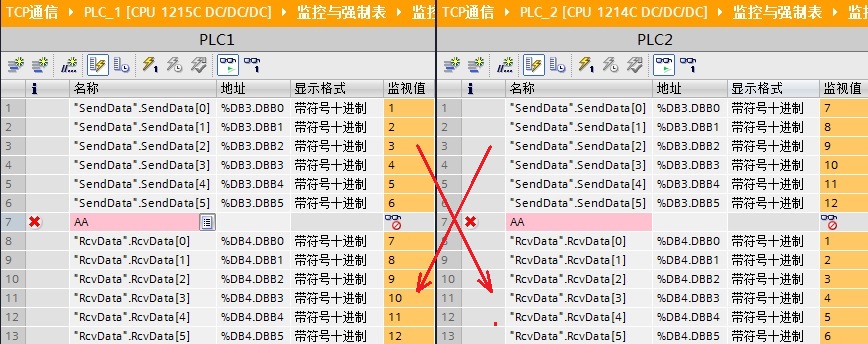 TCP通信 ▸ PLC_1 [CPU 1215C DC/DC/DC] ▸ 监控与强制表 ▸ 监控
PLC1
i 名称 地址 显示格式 监视值
1 "SendData".SendData[0] %DB3.DBB0 带符号十进制 1
2 "SendData".SendData[1] %DB3.DBB1 带符号十进制 2
3 "SendData".SendData[2] %DB3.DBB2 带符号十进制 3
4 "SendData".SendData[3] %DB3.DBB3 带符号十进制 4
5 "SendData".SendData[4] %DB3.DBB4 带符号十进制 5
6 "SendData".SendData[5] %DB3.DBB5 带符号十进制 6
7 AA
8 "RcvData".RcvData[0] %DB4.DBB0 带符号十进制 7
9 "RcvData".RcvData[1] %DB4.DBB1 带符号十进制 8
10 "RcvData".RcvData[2] %DB4.DBB2 带符号十进制 9
11 "RcvData".RcvData[3] %DB4.DBB3 带符号十进制 10
12 "RcvData".RcvData[4] %DB4.DBB4 带符号十进制 11
13 "RcvData".RcvData[5] %DB4.DBB5 带符号十进制 12
TCP通信 ▸ PLC_2 [CPU 1214C DC/DC/DC] ▸ 监控与强制表 ▸ 监控
PLC2
i 名称 地址 显示格式 监视值
1 "SendData".SendData[0] %DB3.DBB0 带符号十进制 7
2 "SendData".SendData[1] %DB3.DBB1 带符号十进制 8
3 "SendData".SendData[2] %DB3.DBB2 带符号十进制 9
4 "SendData".SendData[3] %DB3.DBB3 带符号十进制 10
5 "SendData".SendData[4] %DB3.DBB4 带符号十进制 11
6 "SendData".SendData[5] %DB3.DBB5 带符号十进制 12
7 AA
8 "RcvData".RcvData[0] %DB4.DBB0 带符号十进制 1
9 "RcvData".RcvData[1] %DB4.DBB1 带符号十进制 2
10 "RcvData".RcvData[2] %DB4.DBB2 带符号十进制 3
11 "RcvData".RcvData[3] %DB4.DBB3 带符号十进制 4
12 "RcvData".RcvData[4] %DB4.DBB4 带符号十进制 5
13 "RcvData".RcvData[5] %DB4.DBB5 带符号十进制 6